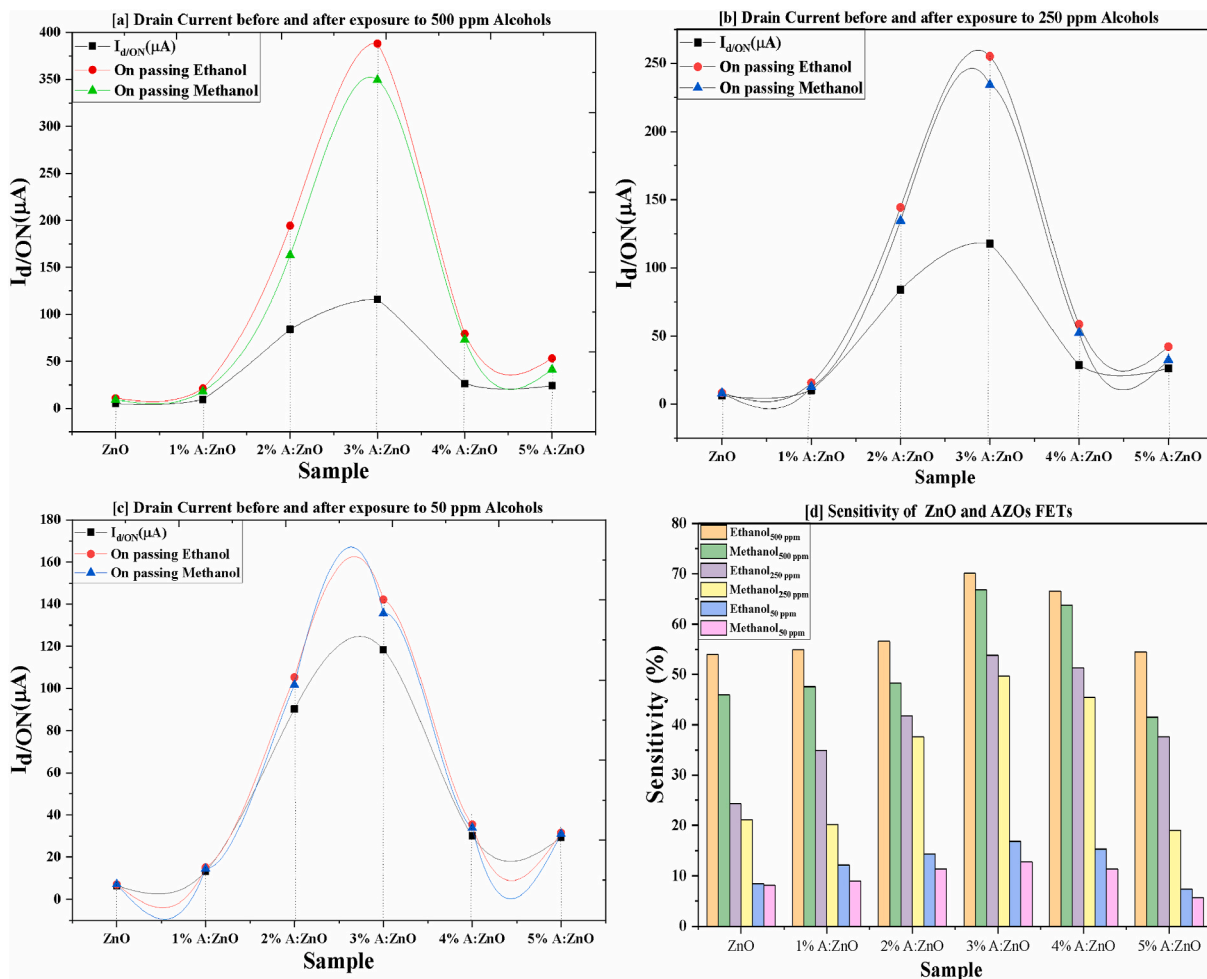 [a] Drain Current before and after exposure to 500 ppm Alcohols
400
350
300
250
200
150
100
50
0
I_d/ON(μA)
I_d/ON(μA)
On passing Ethanol
On passing Methanol
ZnO 1% A:ZnO 2% A:ZnO 3% A:ZnO 4% A:ZnO 5% A:ZnO
Sample
[b] Drain Current before and after exposure to 250 ppm Alcohols
250
200
150
100
50
0
I_d/ON(μA)
I_d/ON(μA)
On passing Ethanol
On passing Methanol
ZnO 1% A:ZnO 2% A:ZnO 3% A:ZnO 4% A:ZnO 5% A:ZnO
Sample
[c] Drain Current before and after exposure to 50 ppm Alcohols
180
160
140
120
100
80
60
40
20
0
I_d/ON(μA)
I_d/ON(μA)
On passing Ethanol
On passing Methanol
ZnO 1% A:ZnO 2% A:ZnO 3% A:ZnO 4% A:ZnO 5% A:ZnO
Sample
[d] Sensitivity of ZnO and AZOs FETs
80
70
60
50
40
30
20
10
0
Sensitivity (%)
Ethanol500 ppm
Methanol500 ppm
Ethanol250 ppm
Methanol250 ppm
Ethanol50 ppm
Methanol50 ppm
ZnO 1% A:ZnO 2% A:ZnO 3% A:ZnO 4% A:ZnO 5% A:ZnO
Sample